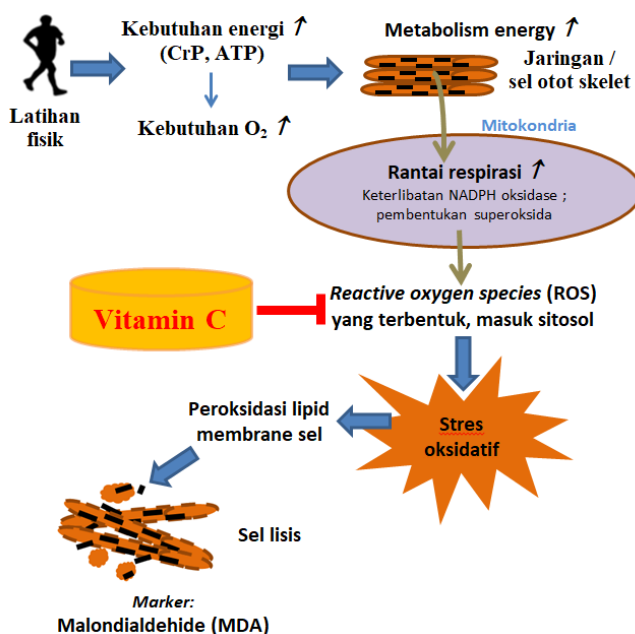 Latihan
fisik
Kebutuhan energi ↑
(CrP, ATP)
Kebutuhan O₂ ↑
Metabolism energy ↑
Jaringan /
sel otot skelet
Mitokondria
Rantai respirasi ↑
Keterlibatan NADPH oksidase ;
pembentukan superoksida
Vitamin C
Reactive oxygen species (ROS)
yang terbentuk, masuk sitosol
Stres
oksidatif
Peroksidasi lipid
membrane sel
Sel lisis
Marker:
Malondialdehide (MDA)